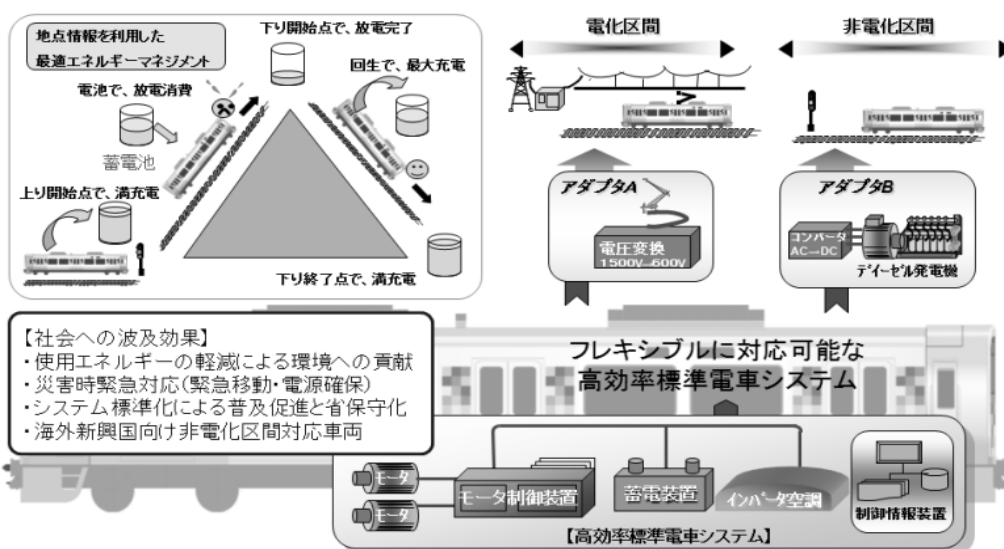 地点情報を利用した
最適エネルギーマネジメント
下り開始点で、放電完了
回生で、最大充電
電池で、放電消費
蓄電池
上り開始点で、満充電
下り終了点で、満充電
電化区間
非電化区間
アダプタA
電圧変換
1500V→600V
アダプタB
コンバータ
AC→DC
ディーゼル発電機
【社会への波及効果】
・使用エネルギーの軽減による環境への貢献
・災害時緊急対応(緊急移動・電源確保)
・システム標準化による普及促進と省保守化
・海外新興国向け非電化区間対応車両
フレキシブルに対応可能な
高効率標準電車システム
モータ
モータ
モータ制御装置
蓄電装置
インバータ空調
制御情報装置
【高効率標準電車システム】